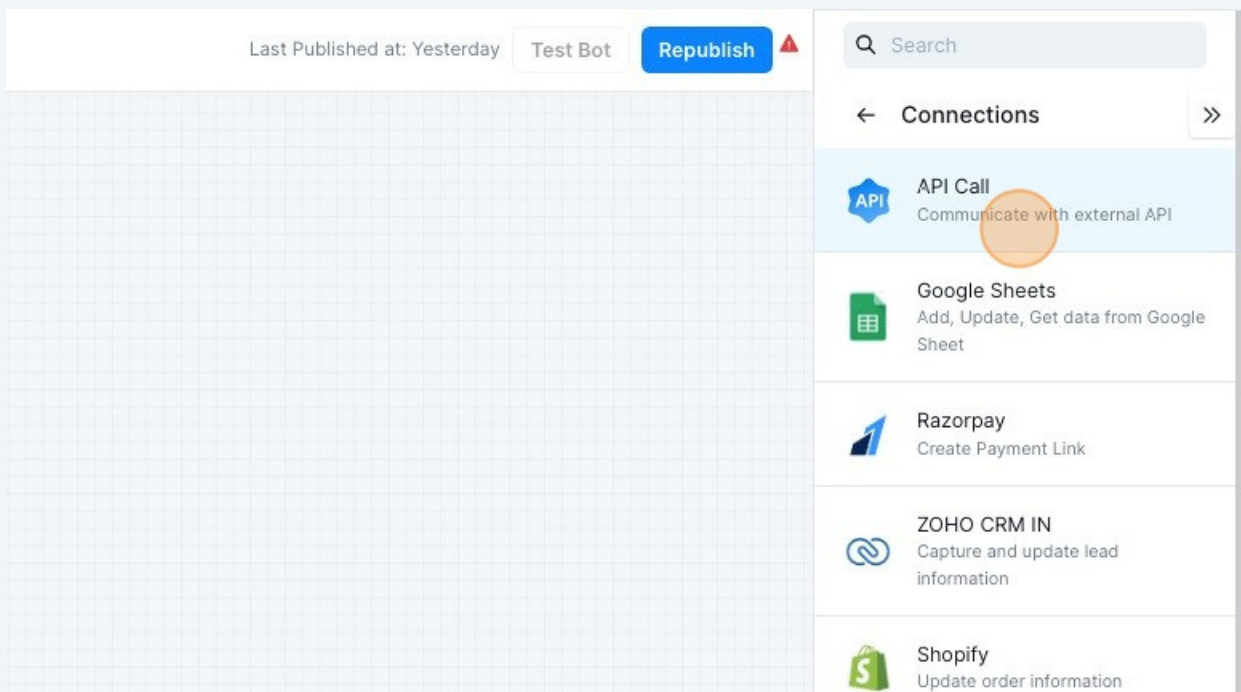 Last Published at: Yesterday
Test Bot
Republish
Search
Connections
API
API Call
Communicate with external API
Google Sheets
Add, Update, Get data from Google
Sheet
Razorpay
Create Payment Link
ZOHO CRM IN
Capture and update lead
information
Shopify
Update order information